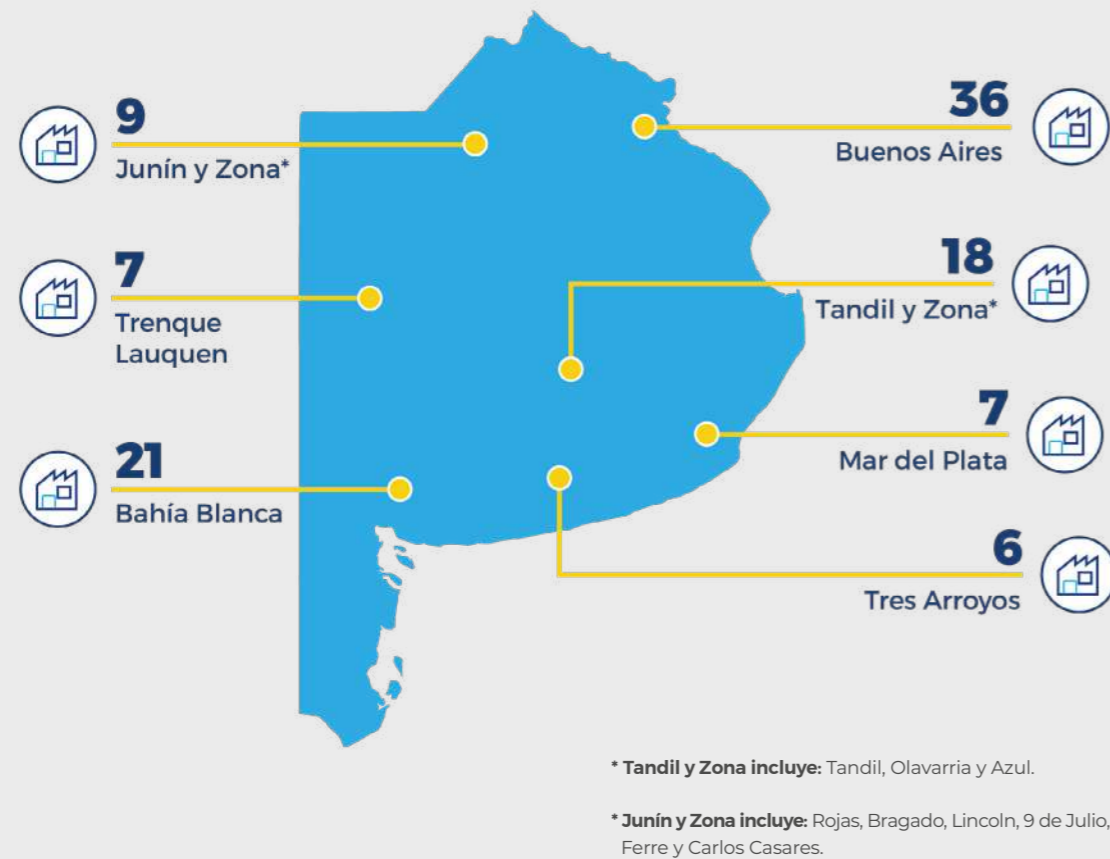 9
Junín y Zona*
7
Trenque
Lauquen
21
Bahía Blanca
36
Buenos Aires
18
Tandil y Zona*
7
Mar del Plata
6
Tres Arroyos
* Tandil y Zona incluye: Tandil, Olavarria y Azul.
* Junín y Zona incluye: Rojas, Bragado, Lincoln, 9 de Julio,
Ferre y Carlos Casares.